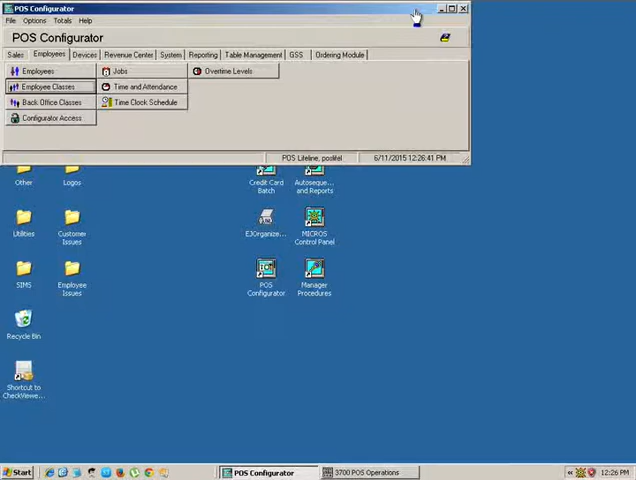 POS Configurator
File Options Totals Help
POS Configurator
Sales Employees Devices Revenue Center System Reporting Table Management GSS Ordering Module
Employees Jobs Overtime Levels
Employee Classes Time and Attendance
Back Office Classes Time Clock Schedule
Configurator Access
POS Lifeline, poslifel 6/11/2015 12:26:41 PM
Other Logos Credit Card Batch Autoseque... and Reports
Utilities Customer Issues EJOrganize... MICROS Control Panel
SIMS Employee Issues POS Configurator Manager Procedures
Recycle Bin
Shortcut to CheckViewe...
Start POS Configurator 3700 POS Operations 12:26 PM